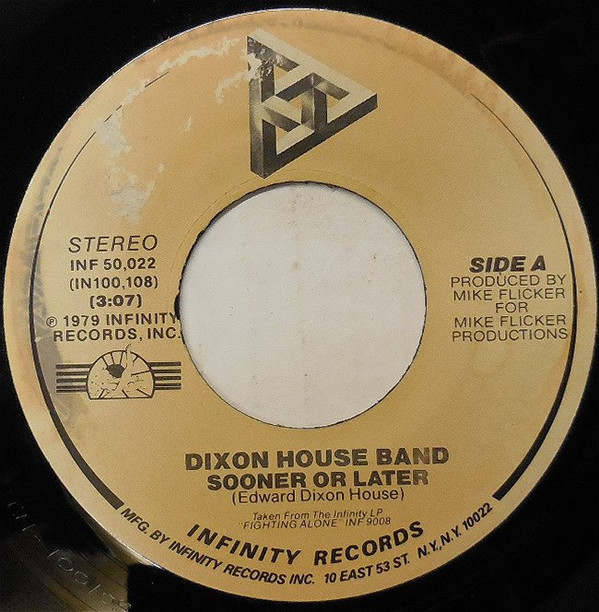 STEREO
INF 50,022
(IN100,108)
(3:07)
℗ 1979 INFINITY
RECORDS, INC.
SIDE A
PRODUCED BY
MIKE FLICKER
FOR
MIKE FLICKER
PRODUCTIONS
DIXON HOUSE BAND
SOONER OR LATER
(Edward Dixon House)
Taken From The Infinity LP
"FIGHTING ALONE" INF 9008
INFINITY RECORDS
MFG. BY INFINITY RECORDS INC. 10 EAST 53 ST. N.Y., N.Y. 10022